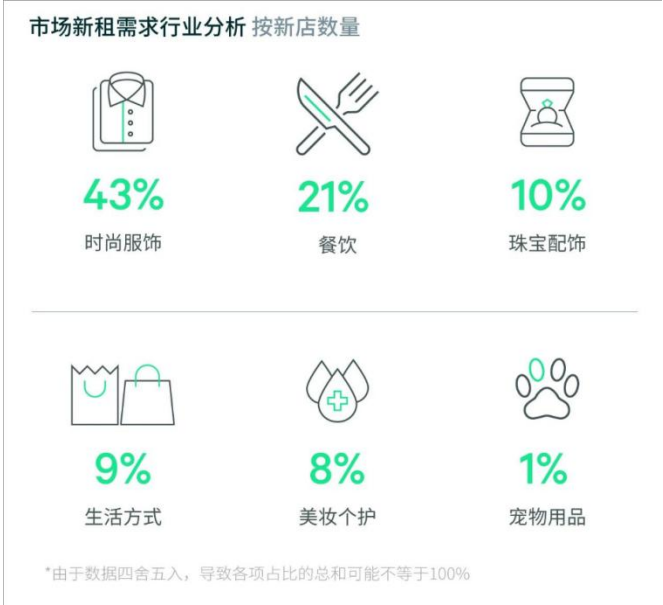 市场新租需求行业分析 按新店数量
43% 21% 10%
时尚服饰 餐饮 珠宝配饰
9% 8% 1%
生活方式 美妆个护 宠物用品
*由于数据四舍五入，导致各项占比的总和可能不等于100%